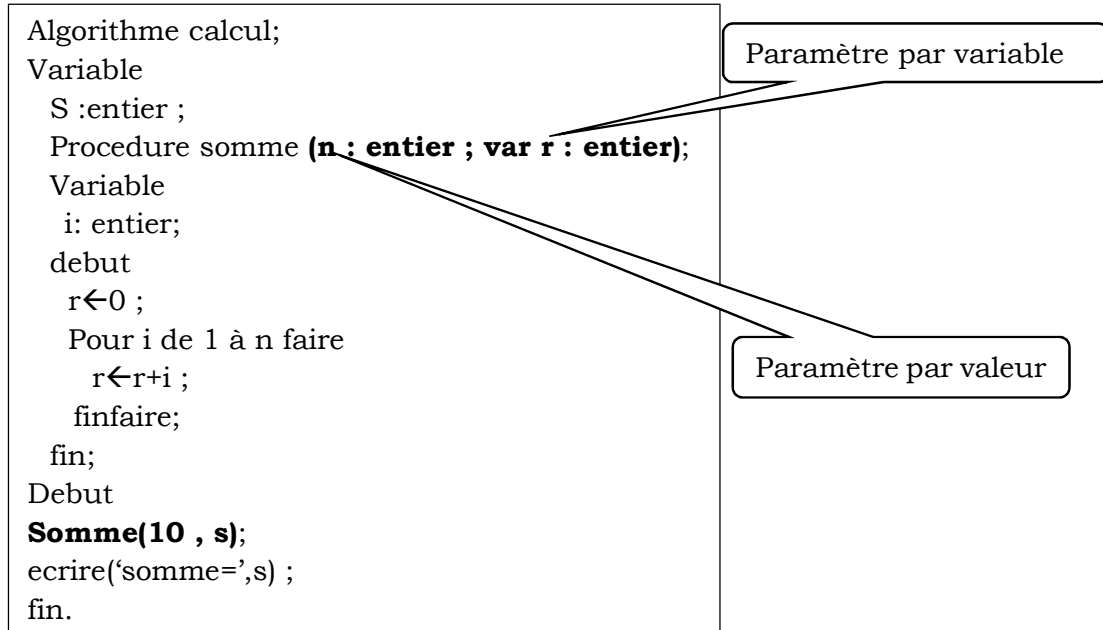 Algorithme calcul;
Variable
S :entier ;
Procedure somme (n : entier ; var r : entier);
Variable
i: entier;
debut
r←0 ;
Pour i de 1 à n faire
r←r+i ;
finfaire;
fin;
Debut
Somme(10 , s);
ecrire(‘somme=’,s) ;
fin.
Paramètre par variable
Paramètre par valeur